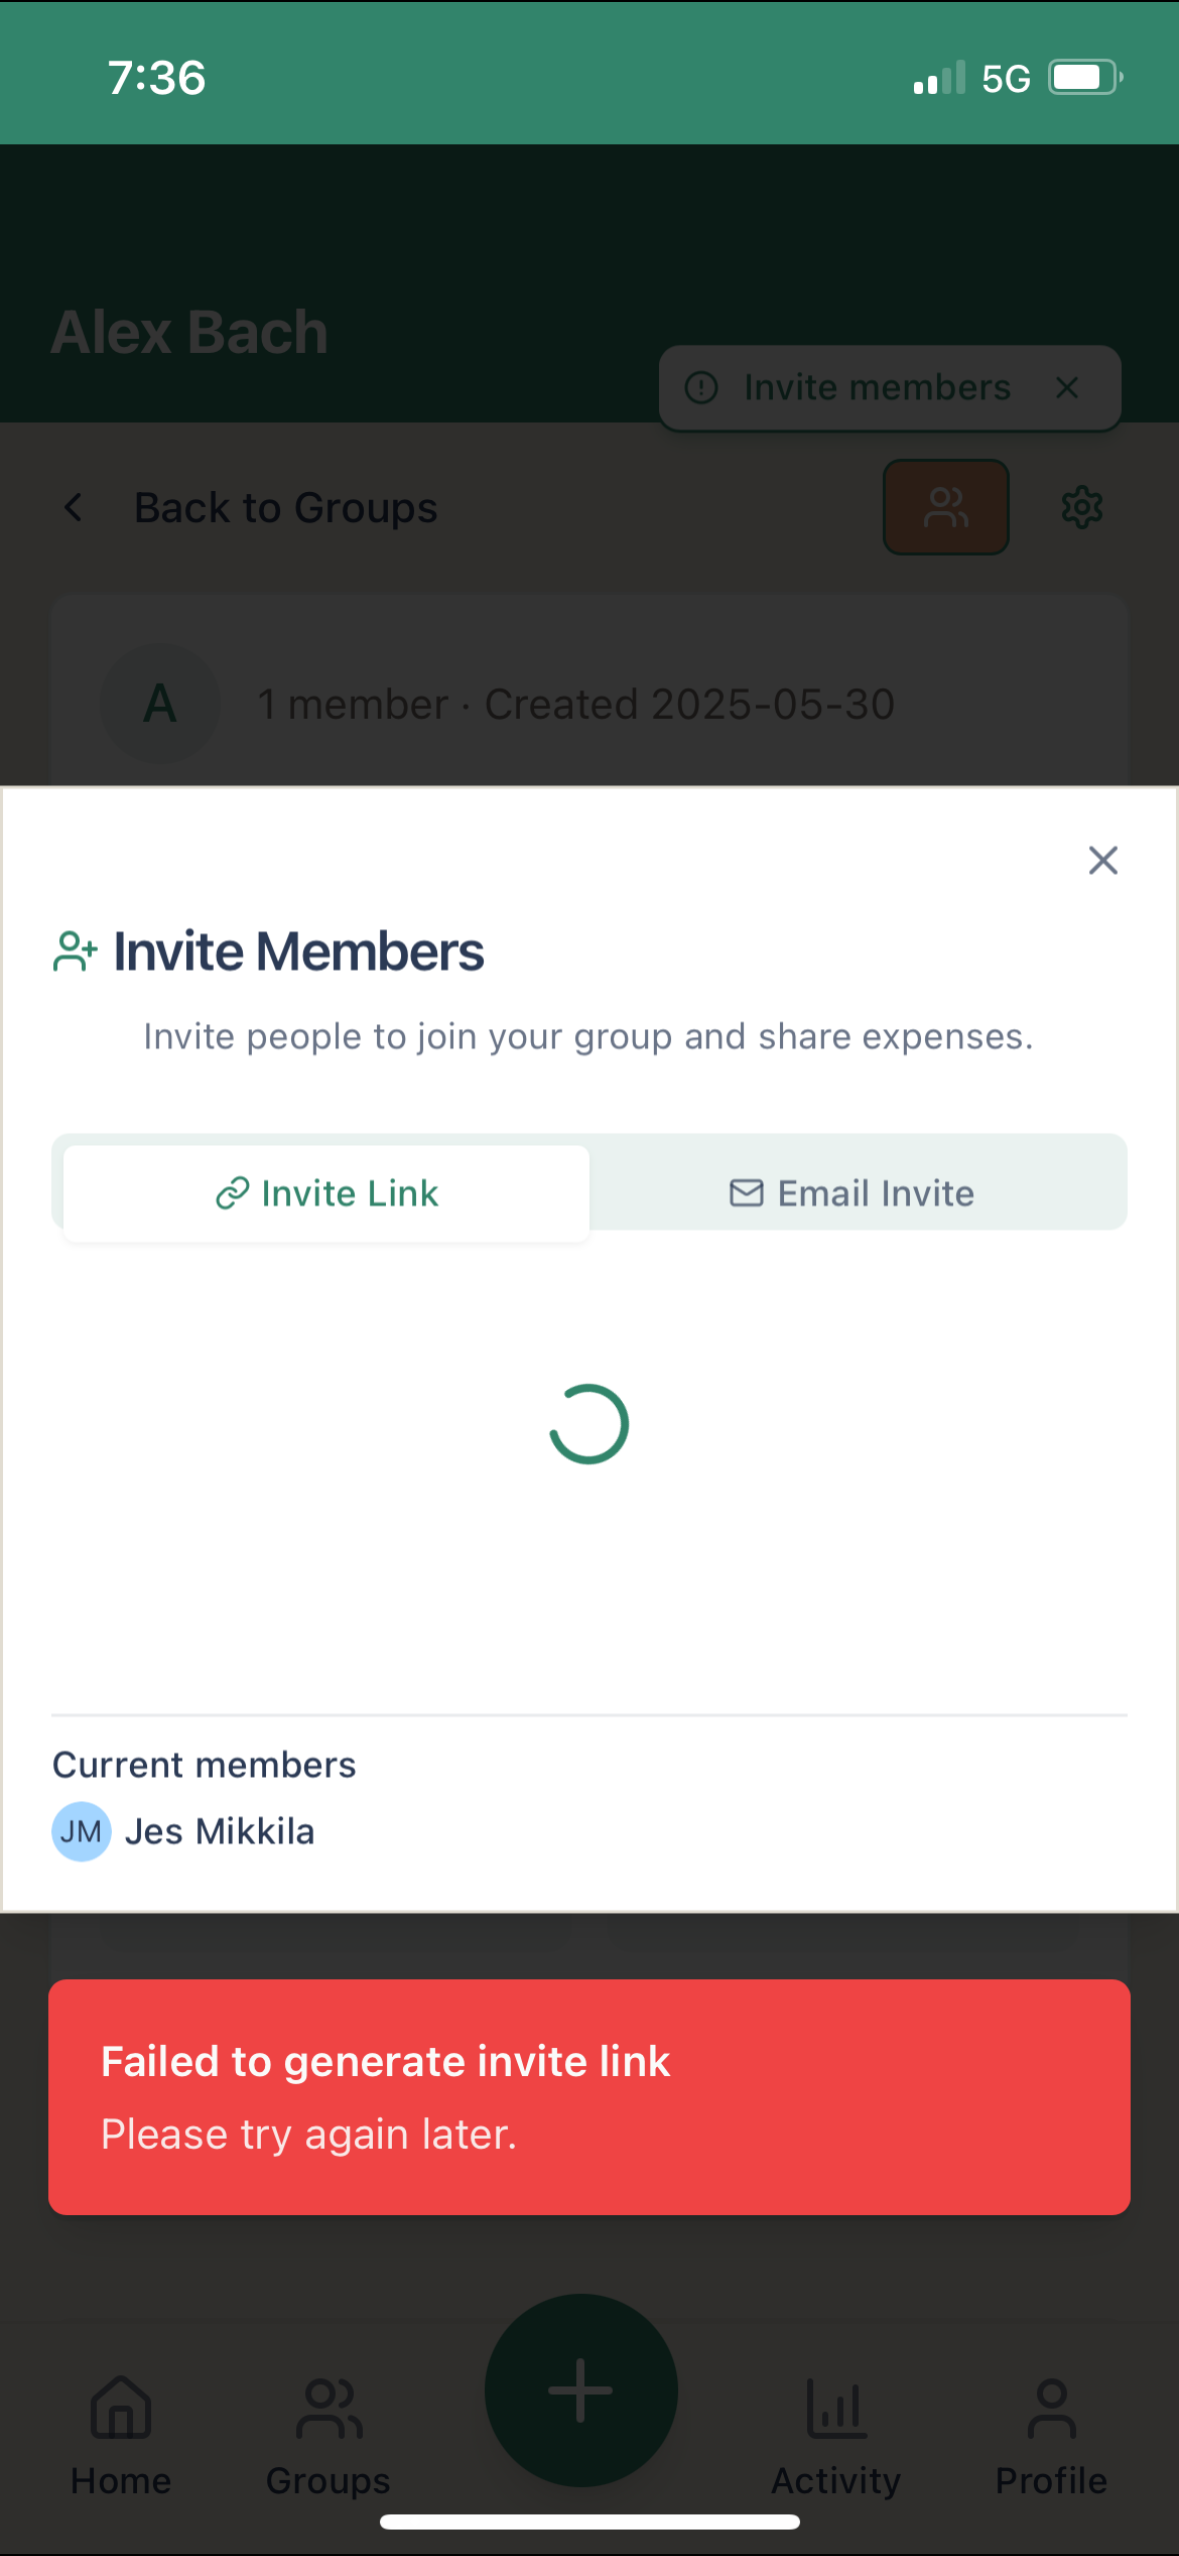 7:36
5G
Alex Bach
Invite members
Back to Groups
A
1 member · Created 2025-05-30
Invite Members
Invite people to join your group and share expenses.
Invite Link
Email Invite
Current members
JM Jes Mikkila
Failed to generate invite link
Please try again later.
Home
Groups
Activity
Profile